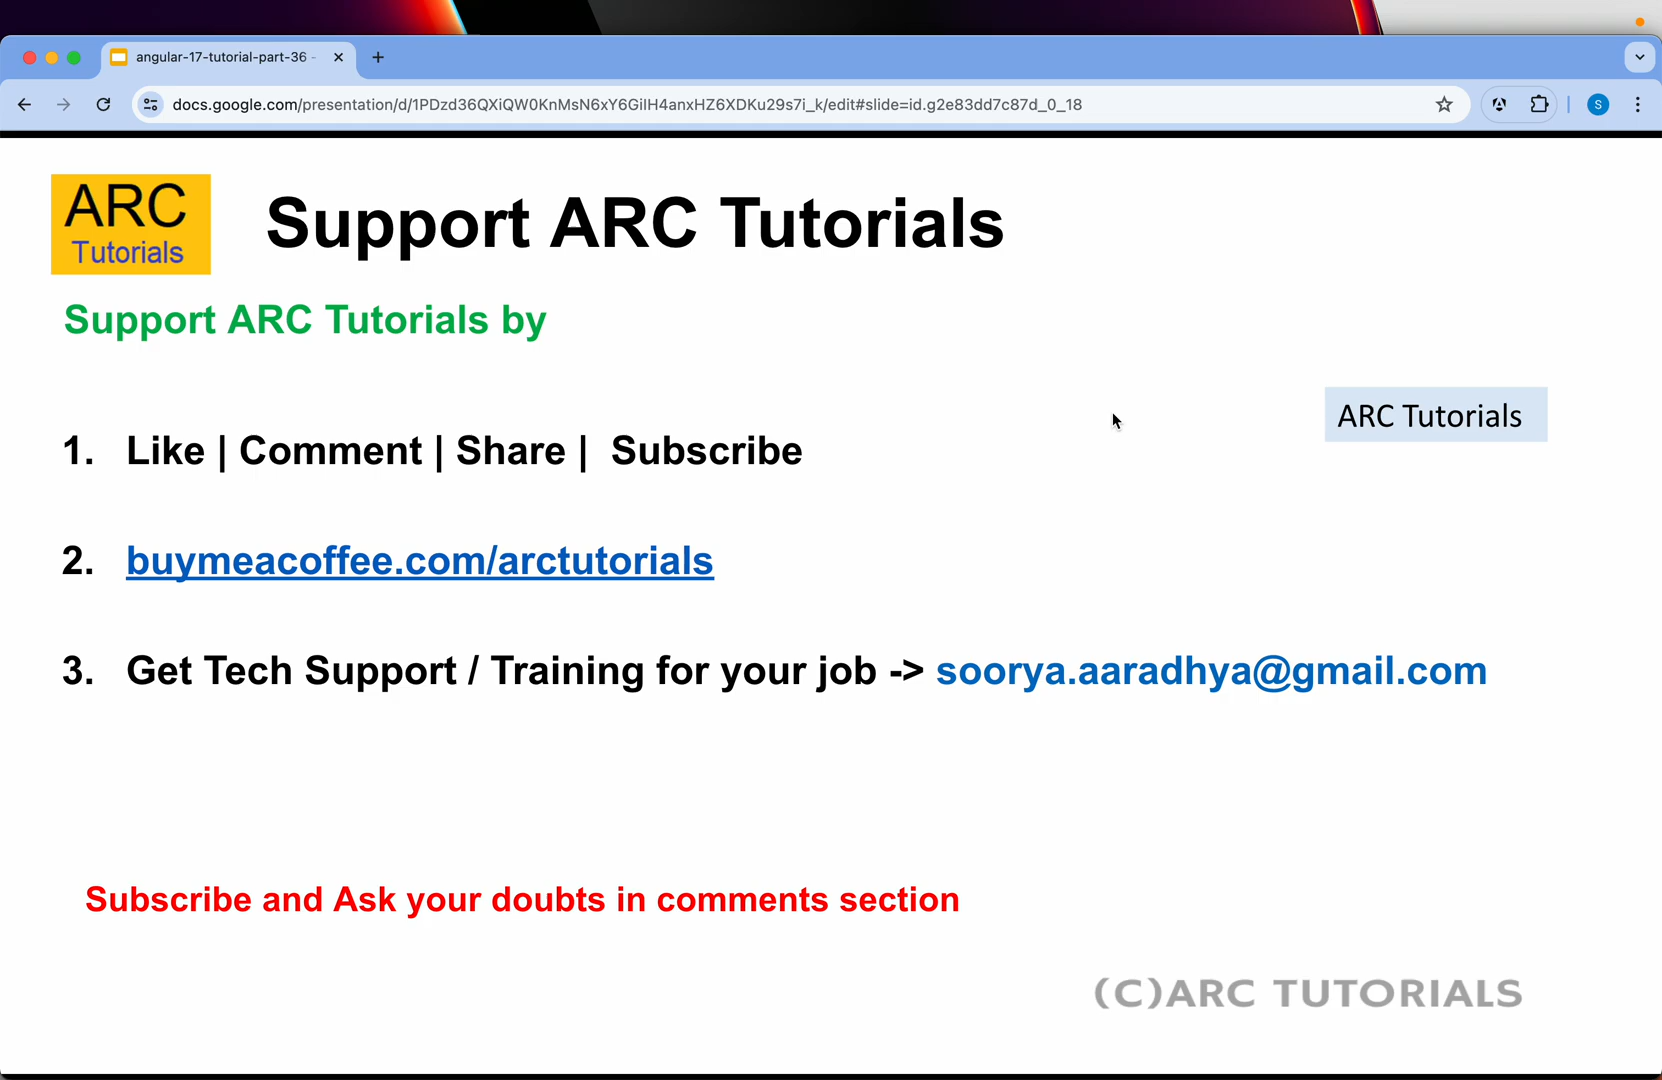 angular-17-tutorial-part-36 -
docs.google.com/presentation/d/1PDzd36QXiQW0KnMsN6xY6GiIH4anxHZ6XDKu29s7i_k/edit#slide=id.g2e83dd7c87d_0_18
S
ARC
Tutorials
Support ARC Tutorials
Support ARC Tutorials by
ARC Tutorials
1. Like | Comment | Share | Subscribe
2. buymeacoffee.com/arctutorials
3. Get Tech Support / Training for your job -> soorya.aaradhya@gmail.com
Subscribe and Ask your doubts in comments section
(C)ARC TUTORIALS